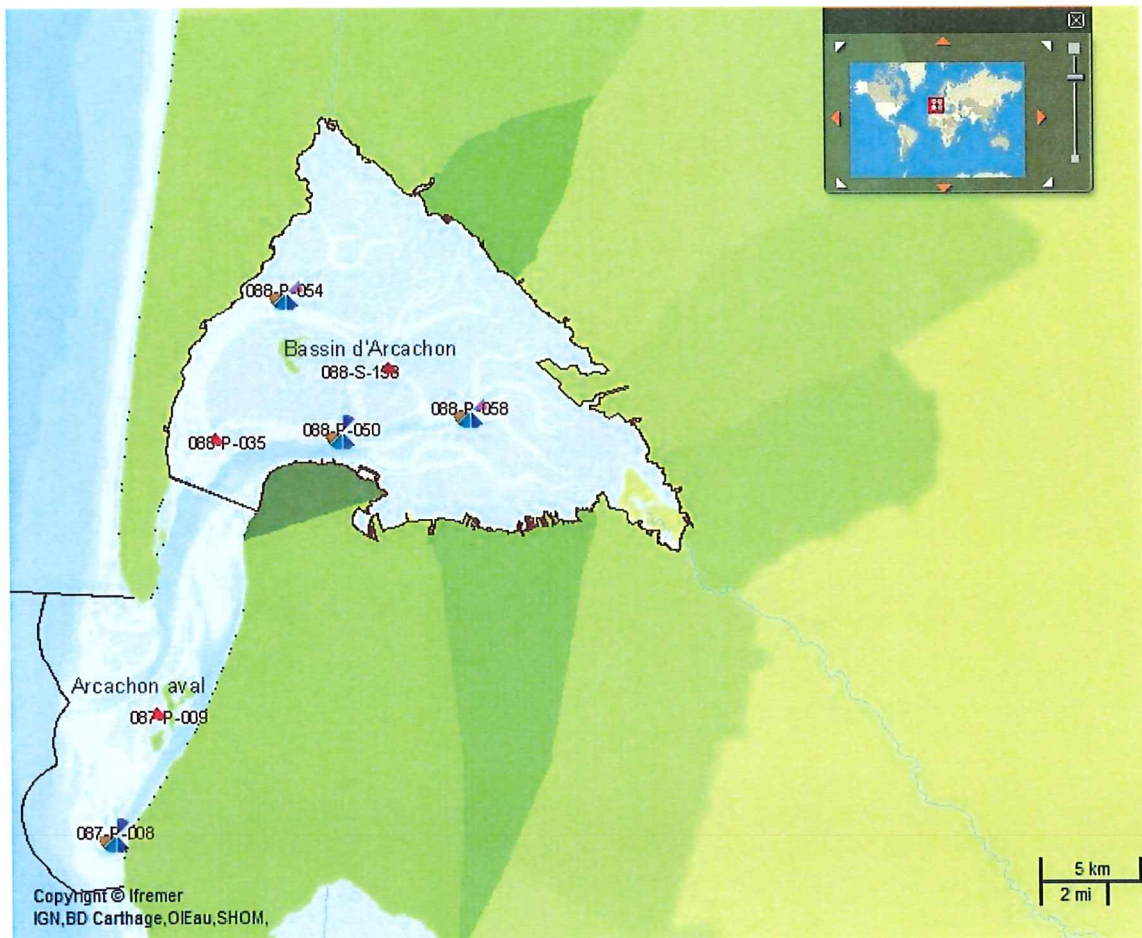 088-P-054
Bassin d'Arcachon
088-S-158
088-P-058
088-P-050
088-P-035
Arcachon aval
087-P-009
087-P-008
5 km
2 mi
Copyright © Ifremer
IGN,BD Carthage,OIEau,SHOM,